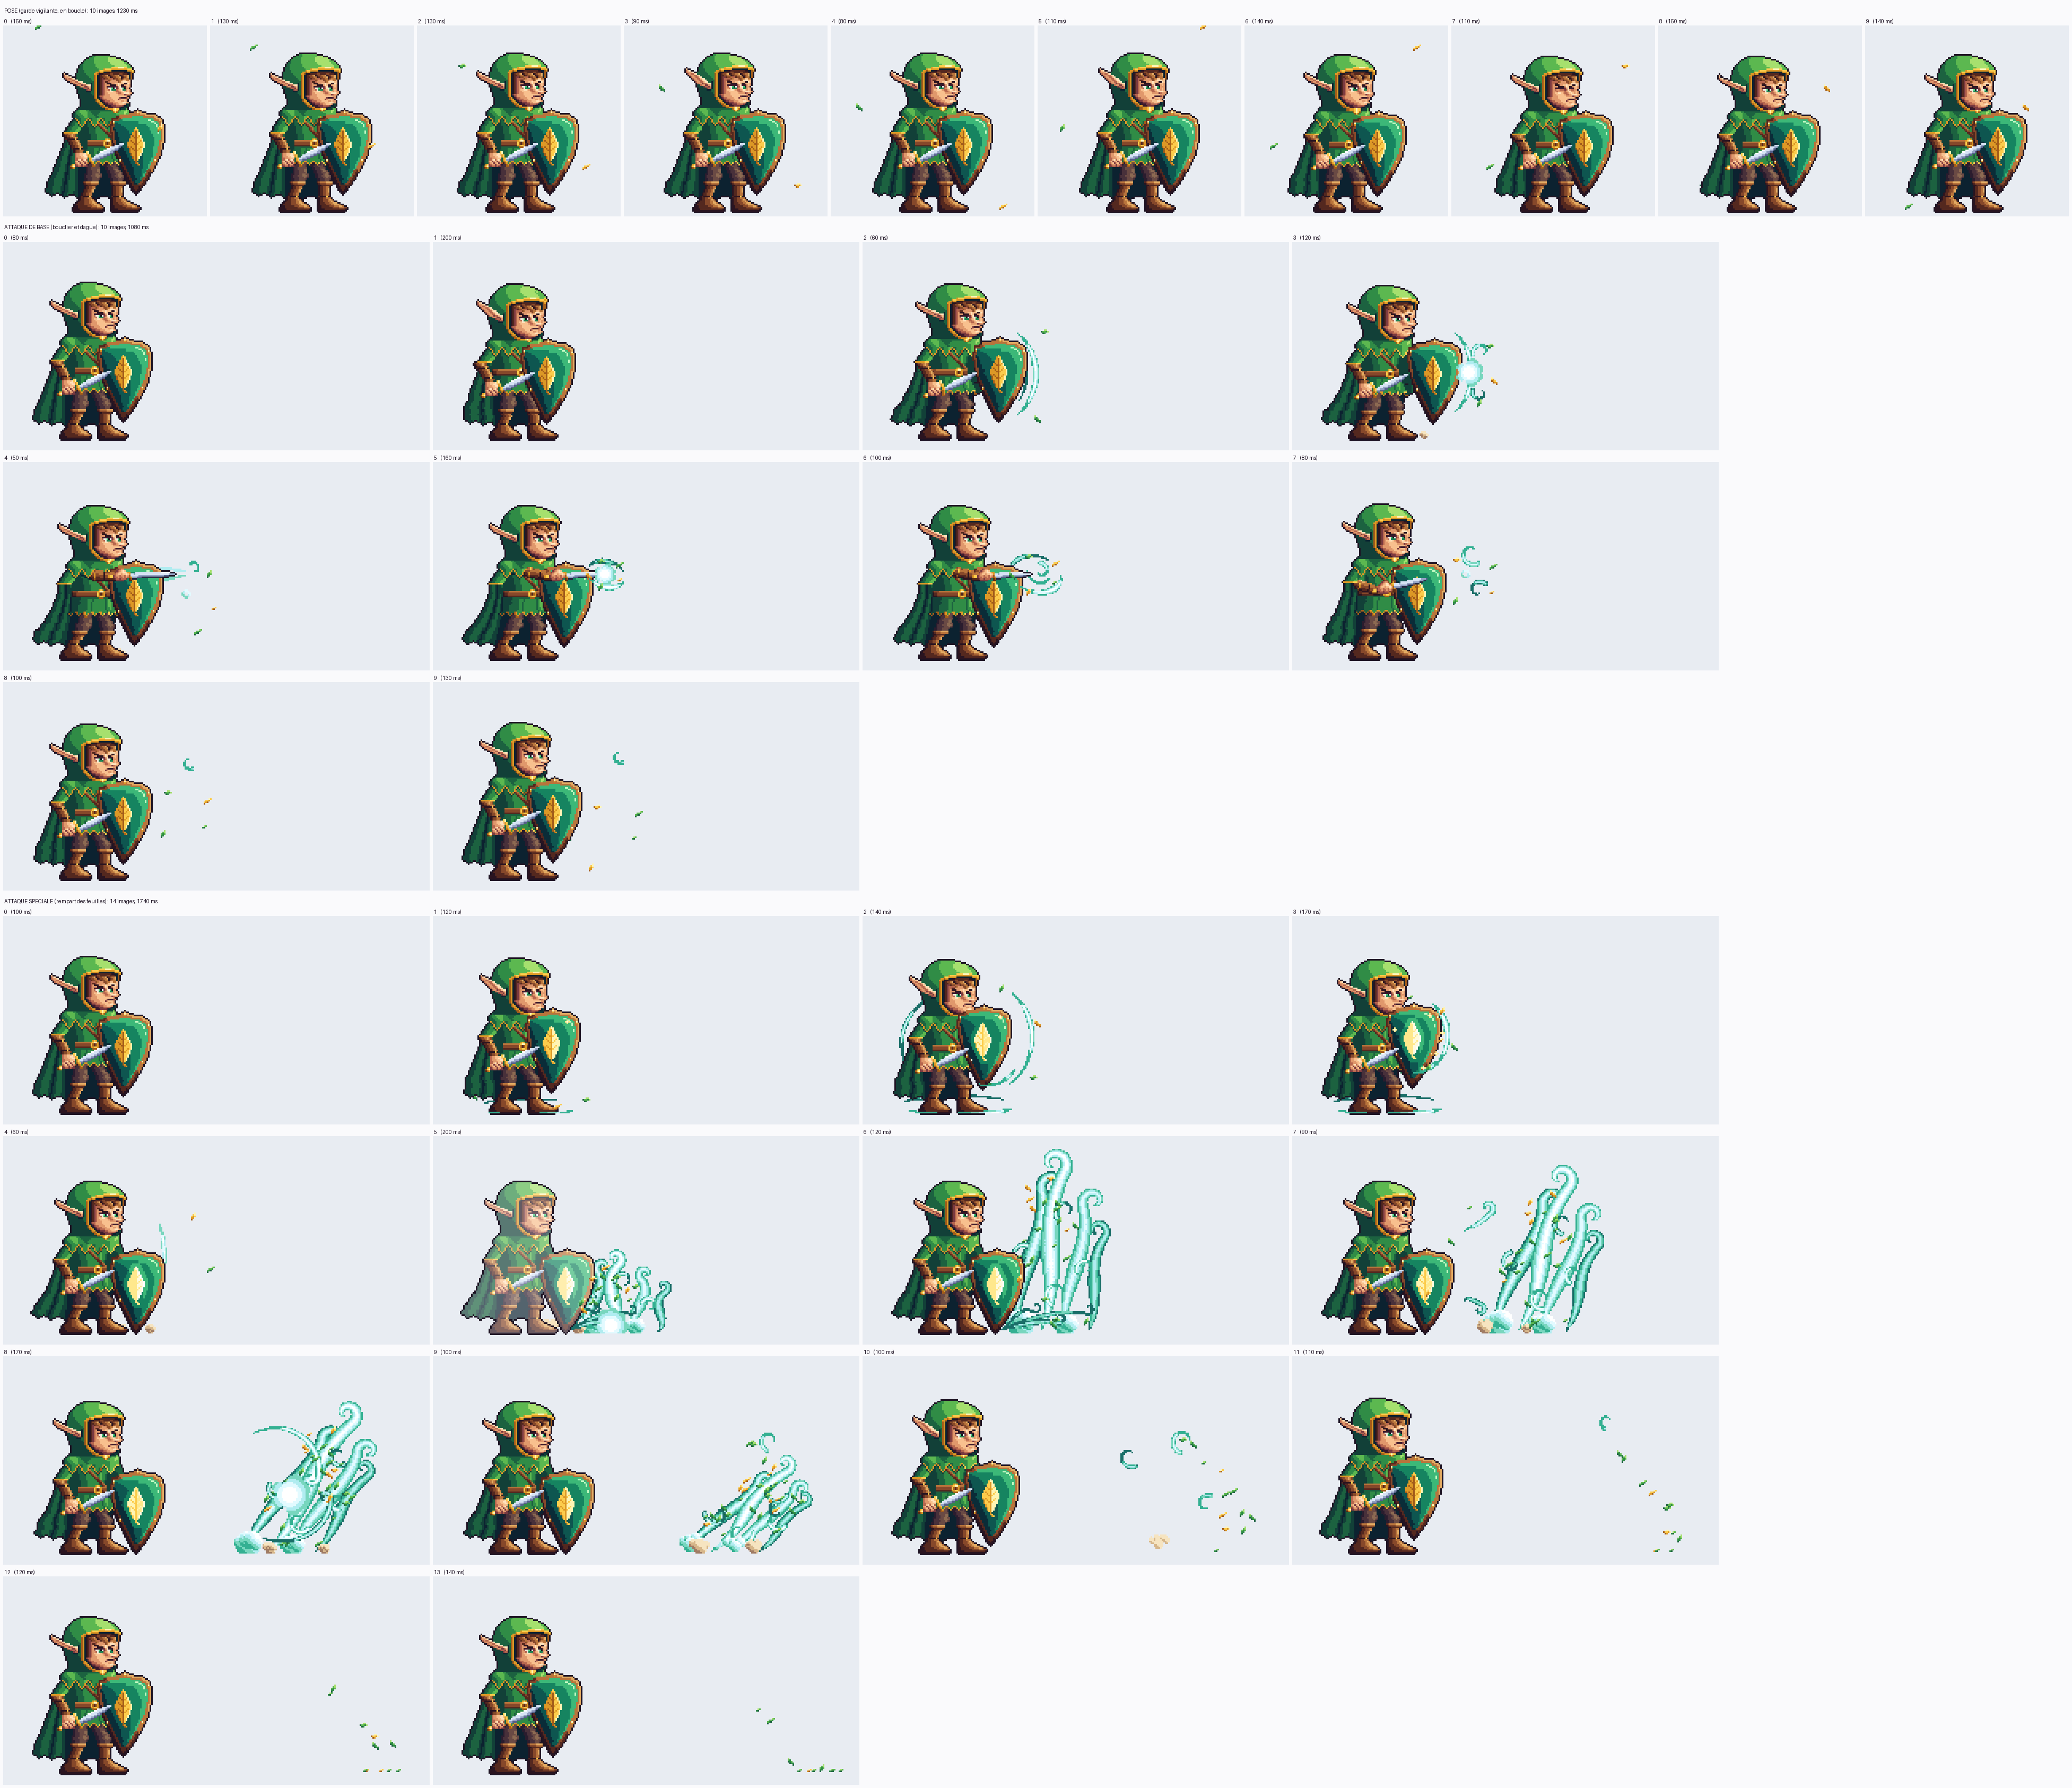 POSE (garde vigilante, en boucle) : 10 images, 1230 ms
0 (150 ms) 1 (130 ms) 2 (130 ms) 3 (90 ms) 4 (80 ms) 5 (110 ms) 6 (140 ms) 7 (110 ms) 8 (150 ms) 9 (140 ms)
ATTAQUE DE BASE (bouclier et dague) : 10 images, 1080 ms
0 (80 ms) 1 (200 ms) 2 (60 ms) 3 (120 ms)
4 (50 ms) 5 (160 ms) 6 (100 ms) 7 (80 ms)
8 (100 ms) 9 (130 ms)
ATTAQUE SPECIALE (rempart des feuilles) : 14 images, 1740 ms
0 (100 ms) 1 (120 ms) 2 (140 ms) 3 (170 ms)
4 (60 ms) 5 (200 ms) 6 (120 ms) 7 (90 ms)
8 (170 ms) 9 (100 ms) 10 (100 ms) 11 (110 ms)
12 (120 ms) 13 (140 ms)